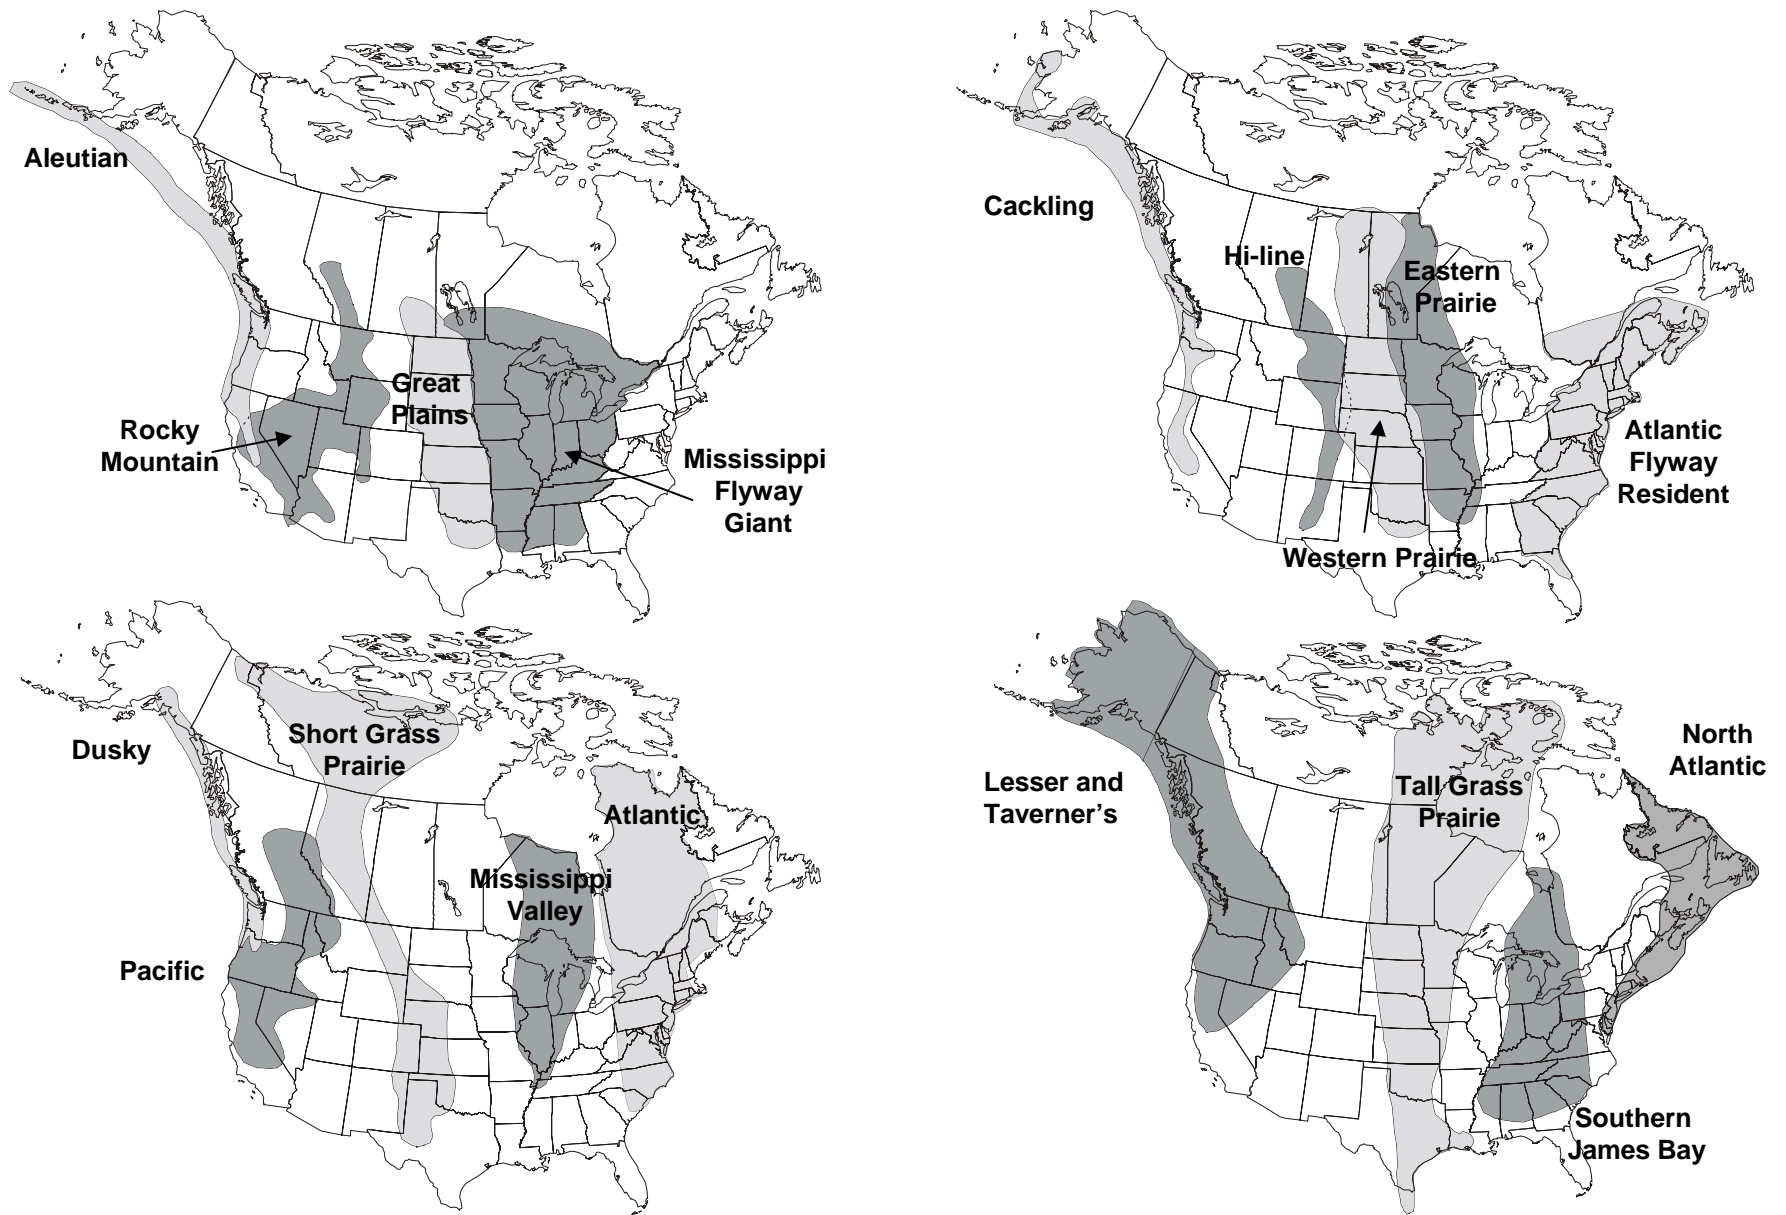 Aleutian
Great
Plains
Rocky
Mountain
Mississippi
Flyway
Giant
Cackling
Hi-line
Eastern
Prairie
Atlantic
Flyway
Resident
Western Prairie
Short Grass
Prairie
Dusky
Atlantic
Mississippi
Valley
Pacific
North
Atlantic
Lesser and
Taverner’s
Tall Grass
Prairie
Southern
James Bay